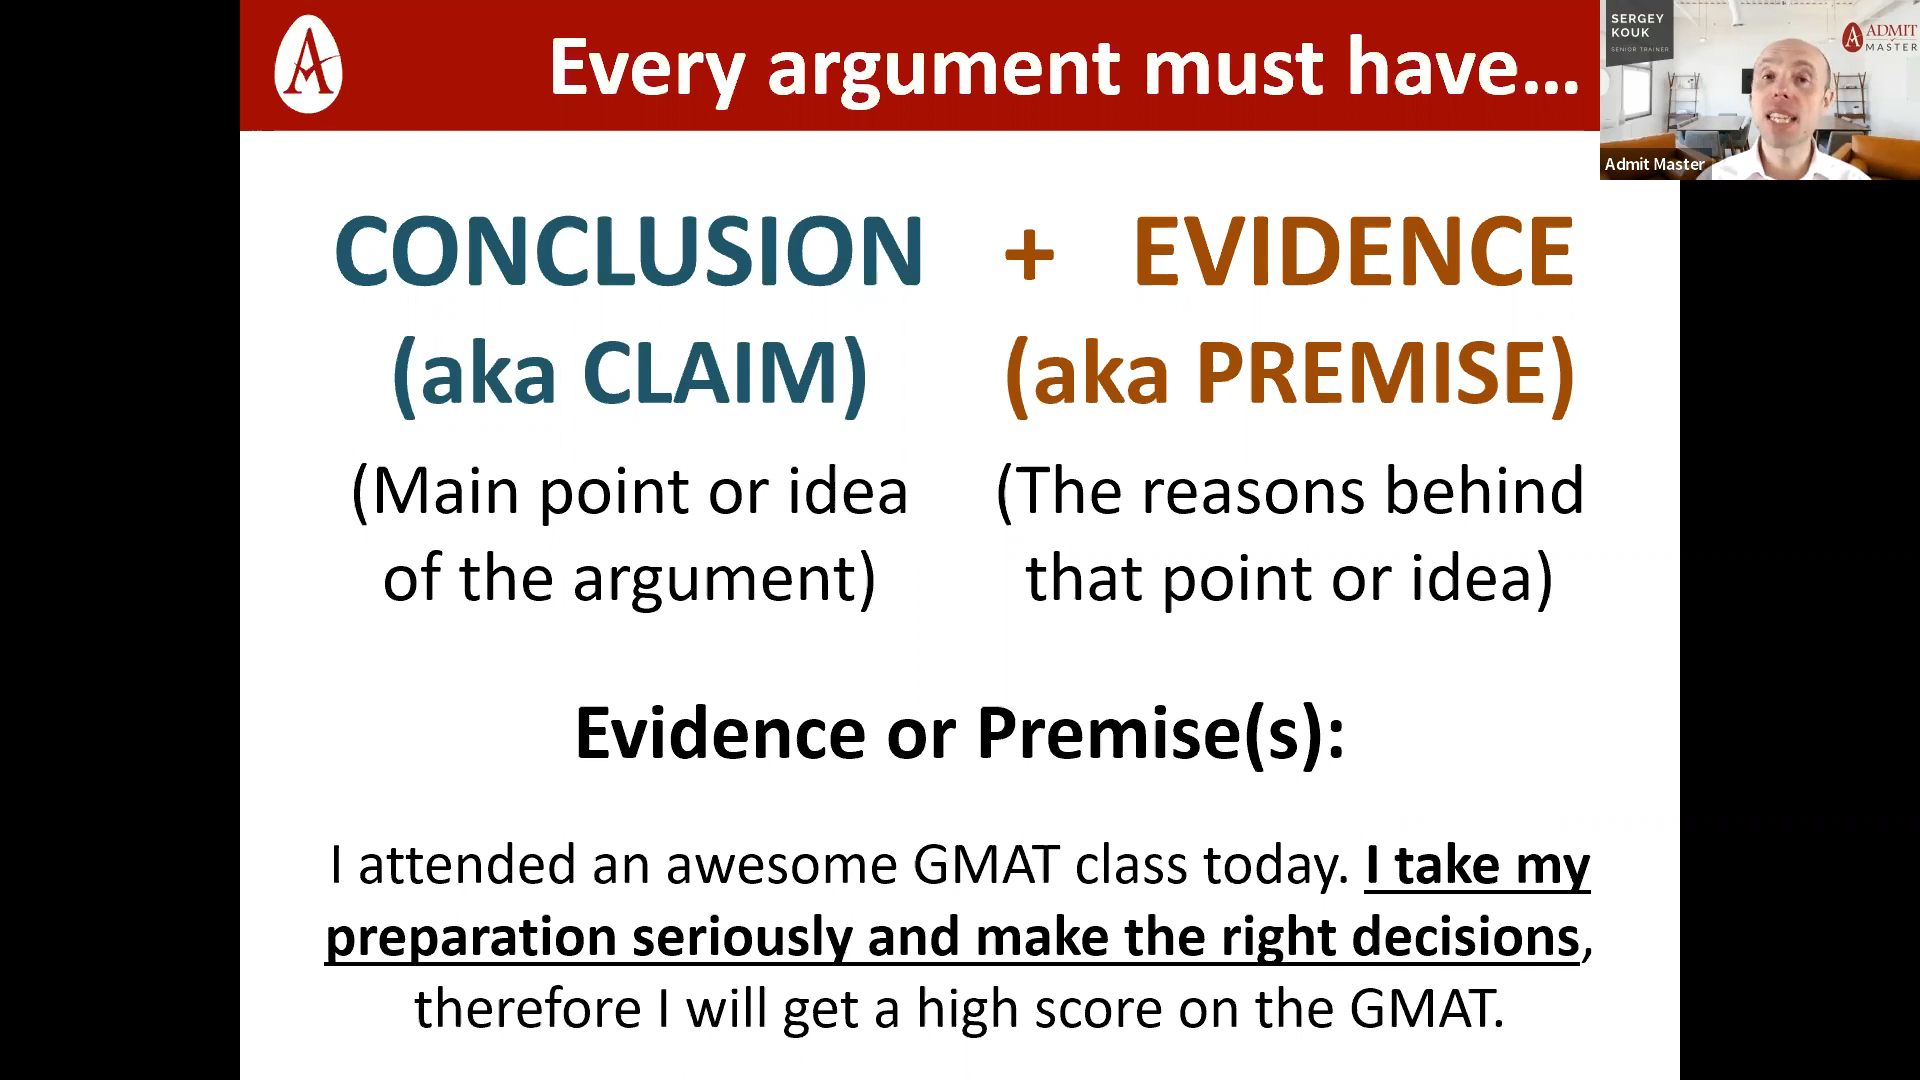 Every argument must have...
SERGEY
KOUK
SENIOR TRAINER
ADMIT
MASTER
Admit Master
CONCLUSION + EVIDENCE
(aka CLAIM) (aka PREMISE)
(Main point or idea (The reasons behind
of the argument) that point or idea)
Evidence or Premise(s):
I attended an awesome GMAT class today. I take my
preparation seriously and make the right decisions,
therefore I will get a high score on the GMAT.